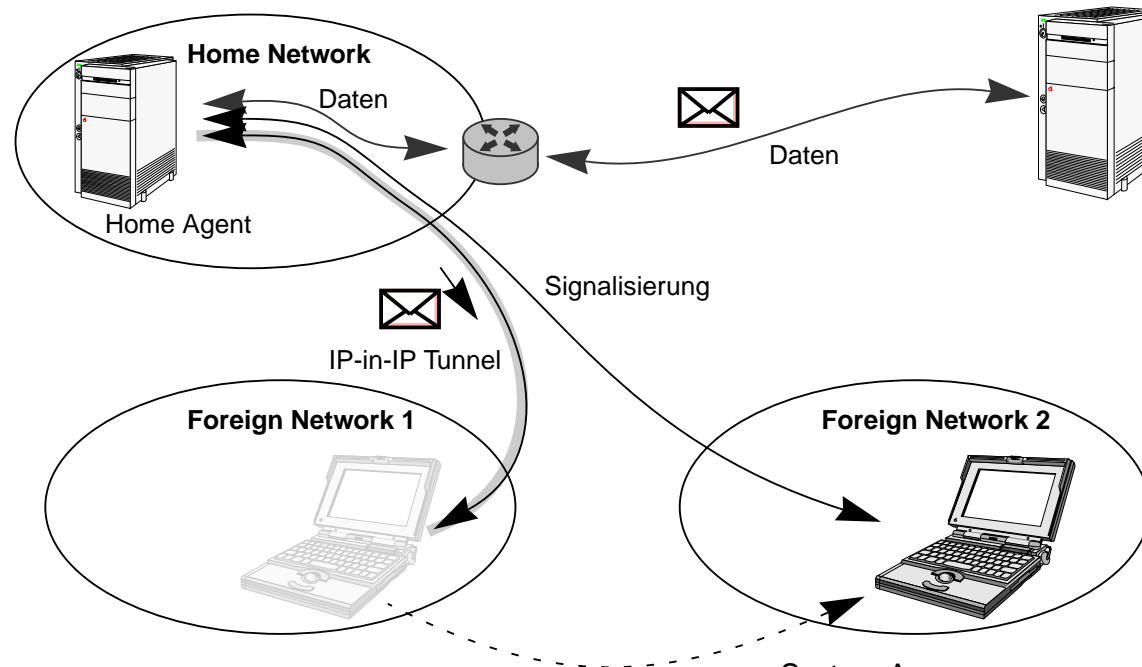 Home Network
Daten
Daten
Home Agent
Signalisierung
IP-in-IP Tunnel
Foreign Network 1
Foreign Network 2